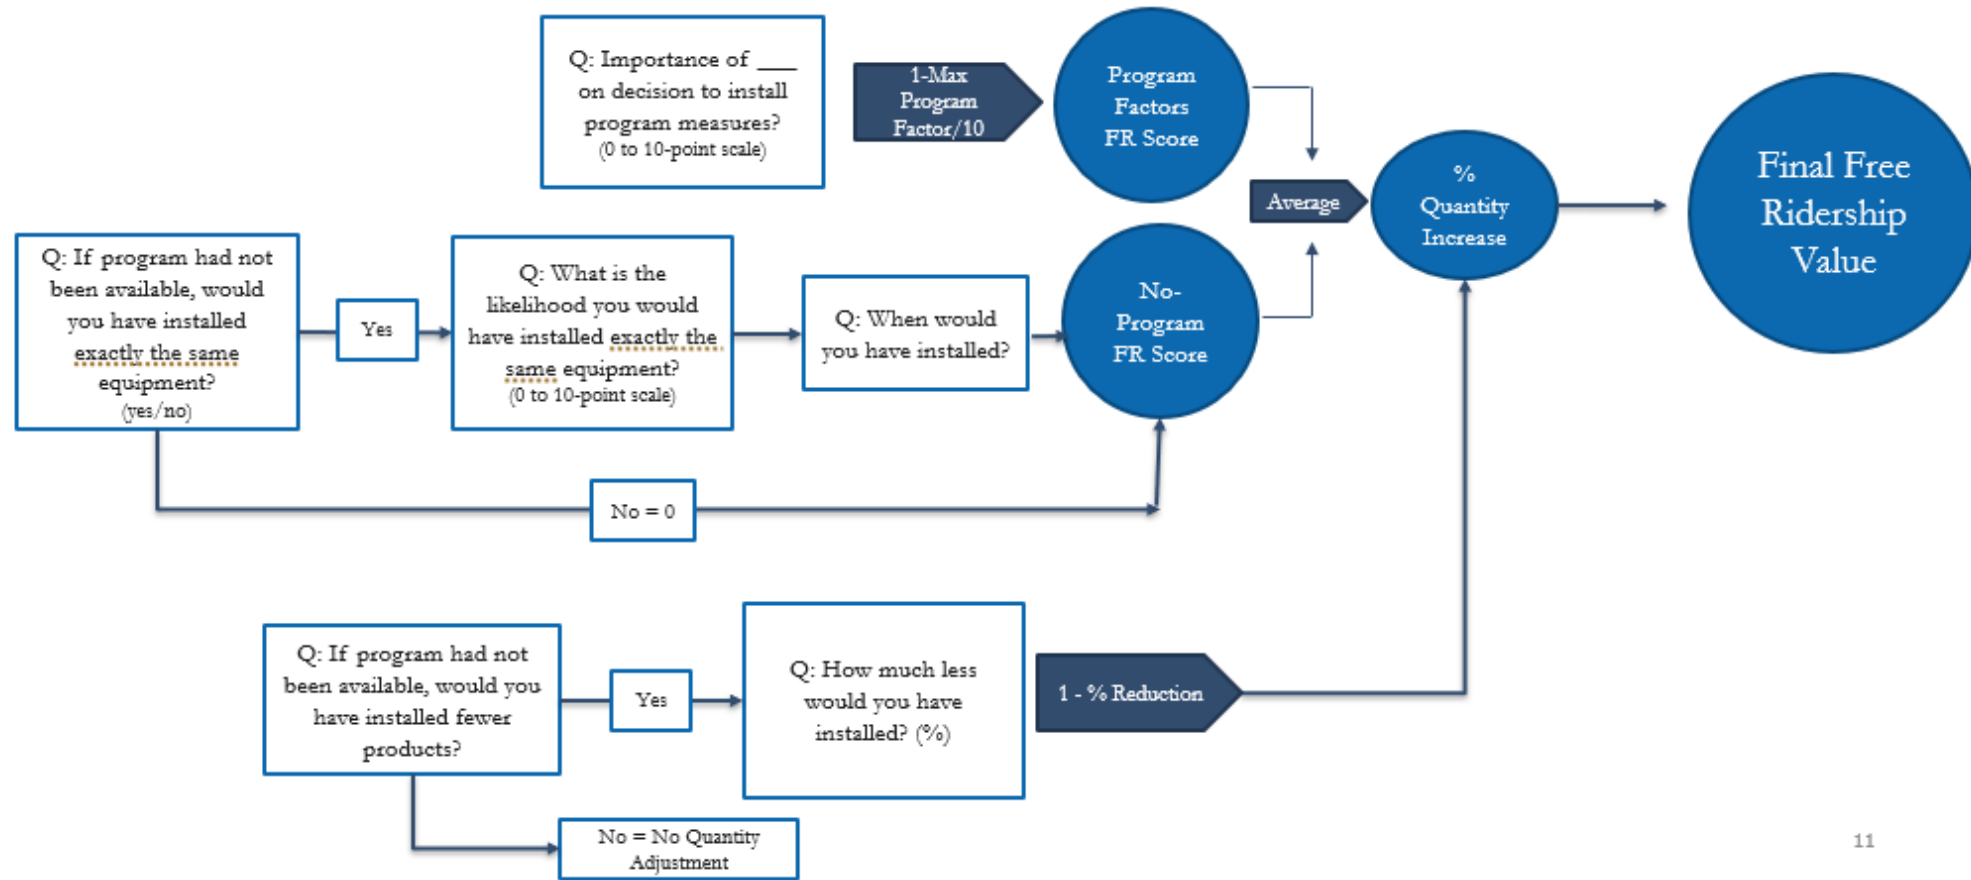 Q: Importance of ___
on decision to install
program measures?
(0 to 10-point scale)
1-Max
Program
Factor/10
Program
Factors
FR Score
Q: If program had not
been available, would
you have installed
exactly the same
equipment?
(yes/no)
Yes
Q: What is the
likelihood you would
have installed exactly the
same equipment?
(0 to 10-point scale)
Q: When would
you have installed?
No-
Program
FR Score
No = 0
Average
%
Quantity
Increase
Final Free
Ridership
Value
Q: If program had not
been available, would you
have installed fewer
products?
Yes
Q: How much less
would you have
installed? (%)
1 - % Reduction
No = No Quantity
Adjustment
11